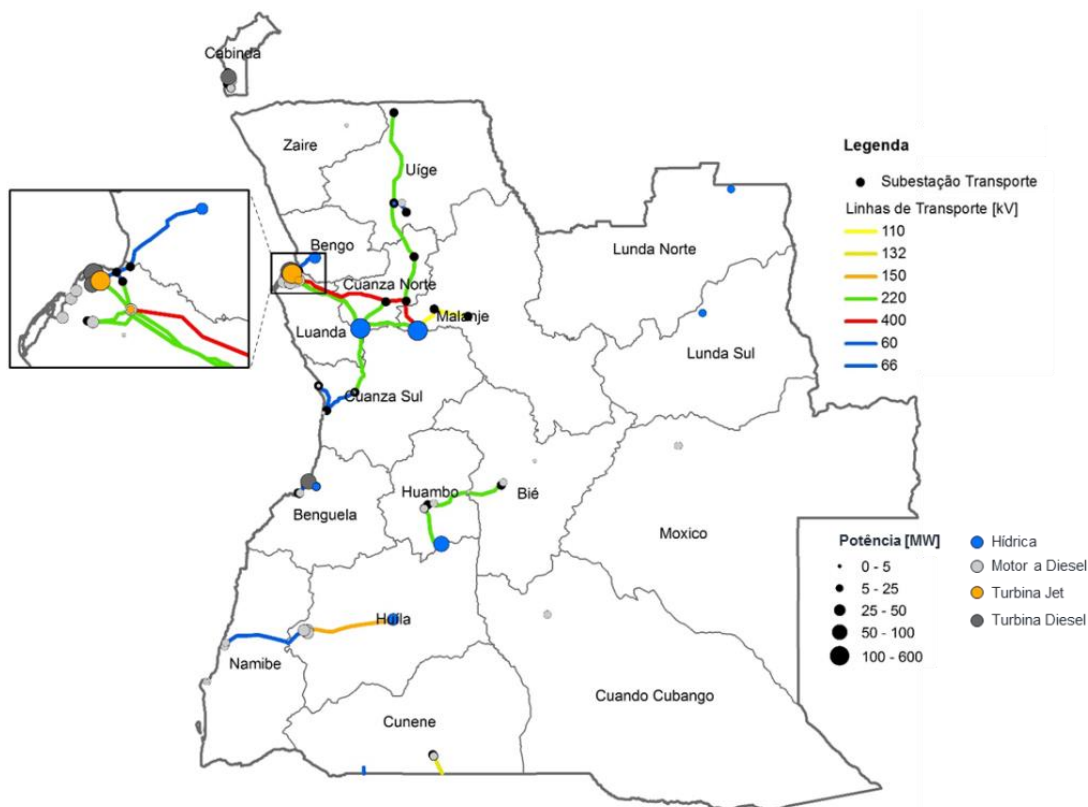 Cabinda
Zaire
Uíge
Bengo
Cuanza Norte
Luanda
Malanje
Lunda Norte
Lunda Sul
Cuanza Sul
Benguela
Huambo
Bié
Moxico
Huíla
Namibe
Cunene
Cuando Cubango
Legenda
Subestação Transporte
Linhas de Transporte [kV]
110
132
150
220
400
60
66
Potência [MW]
0 - 5
5 - 25
25 - 50
50 - 100
100 - 600
Hídrica
Motor a Diesel
Turbina Jet
Turbina Diesel